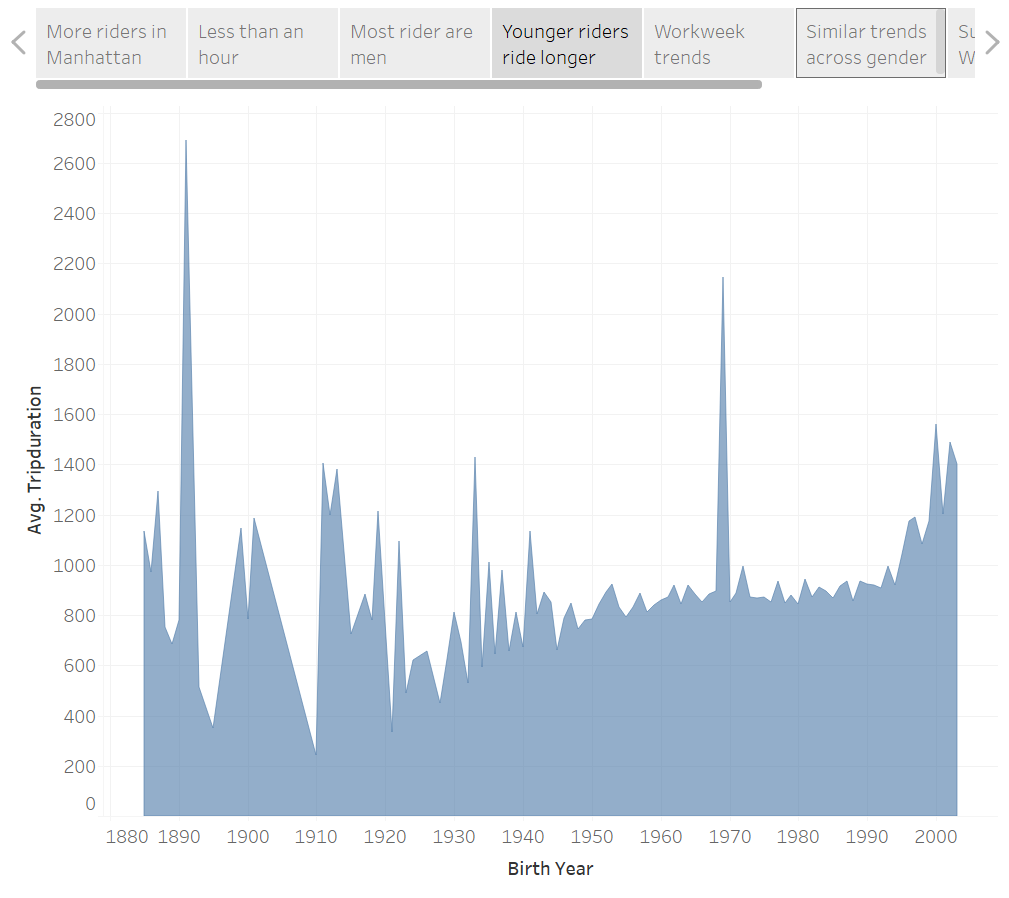 More riders in
Manhattan
Less than an
hour
Most rider are
men
Younger riders
ride longer
Workweek
trends
Similar trends
across gender
2800
2600
2400
2200
2000
1800
1600
1400
1200
1000
800
600
400
200
0
Avg. Tripduration
1880 1890 1900 1910 1920 1930 1940 1950 1960 1970 1980 1990 2000
Birth Year